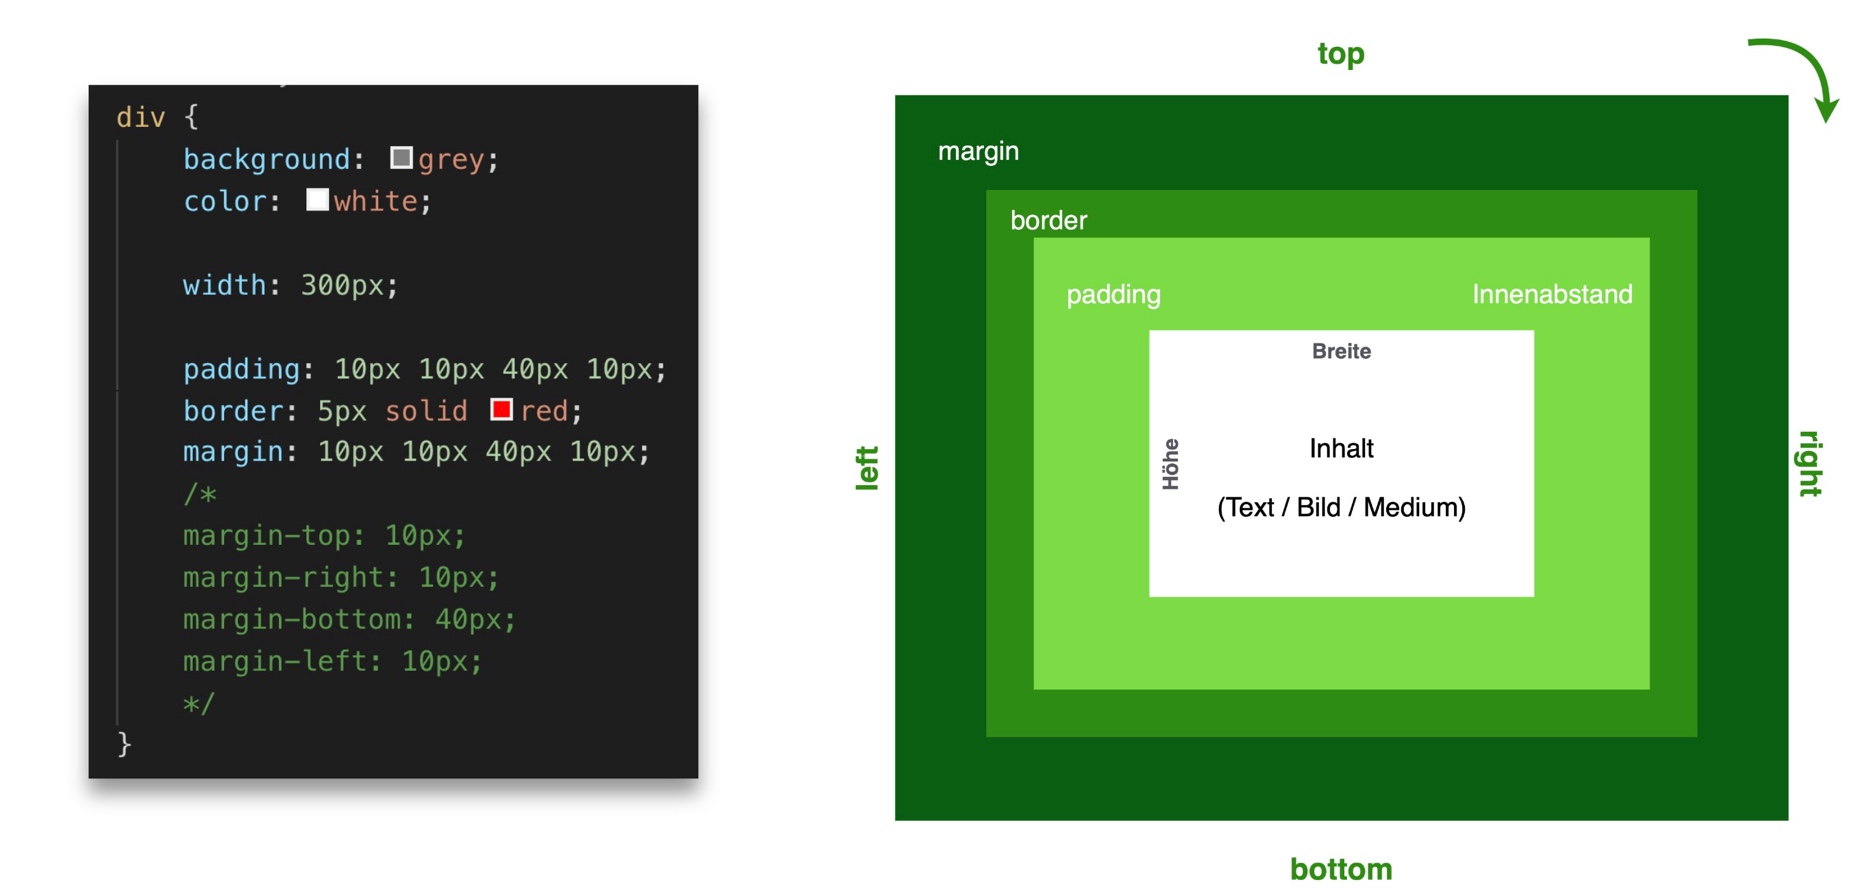 div {
background: grey;
color: white;
width: 300px;
padding: 10px 10px 40px 10px;
border: 5px solid red;
margin: 10px 10px 40px 10px;
/*
margin-top: 10px;
margin-right: 10px;
margin-bottom: 40px;
margin-left: 10px;
*/
}
top
margin
border
padding
Innenabstand
Breite
left
Höhe
Inhalt
(Text / Bild / Medium)
right
bottom